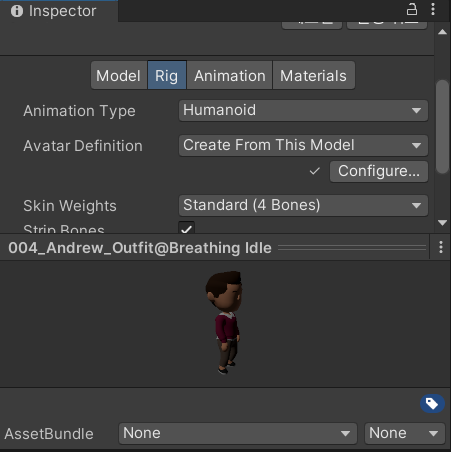 Inspector
Model Rig Animation Materials
Animation Type Humanoid
Avatar Definition Create From This Model
Configure...
Skin Weights Standard (4 Bones)
Strip Bones
004_Andrew_Outfit@Breathing Idle
AssetBundle None None